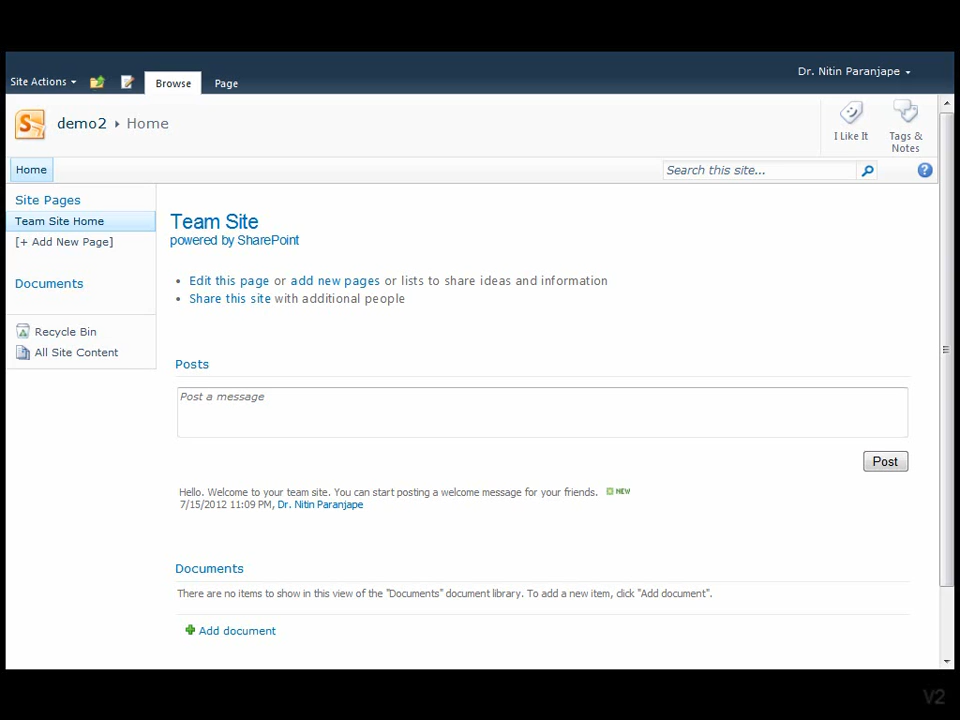 Site Actions
Browse
Page
Dr. Nitin Paranjape
demo2 Home
I Like It
Tags &
Notes
Home
Search this site...
Site Pages
Team Site Home
[+ Add New Page]
Documents
Recycle Bin
All Site Content
Team Site
powered by SharePoint
Edit this page or add new pages or lists to share ideas and information
Share this site with additional people
Posts
Post a message
Post
Hello. Welcome to your team site. You can start posting a welcome message for your friends. NEW
7/15/2012 11:09 PM, Dr. Nitin Paranjape
Documents
There are no items to show in this view of the "Documents" document library. To add a new item, click "Add document".
Add document
V2